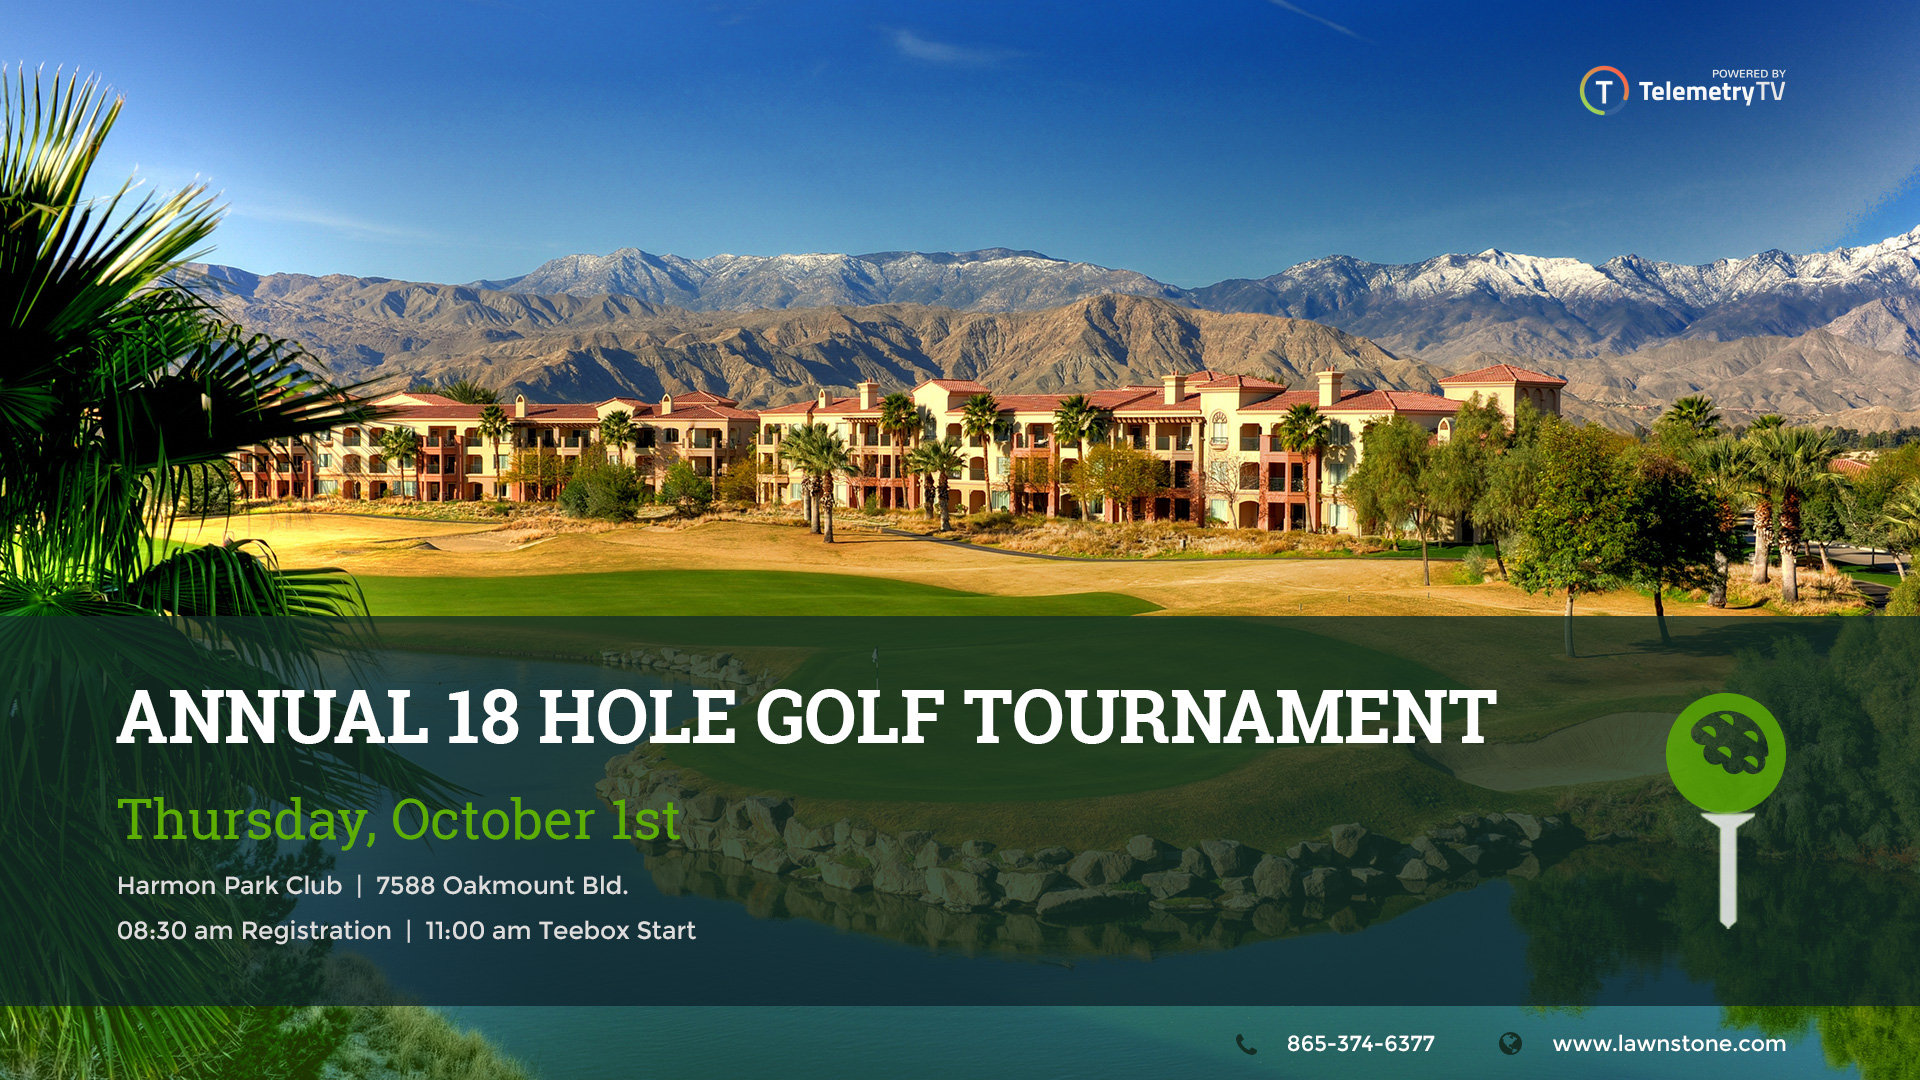 POWERED BY
T TelemetryTV
ANNUAL 18 HOLE GOLF TOURNAMENT
Thursday, October 1st
Harmon Park Club | 7588 Oakmount Bld.
08:30 am Registration | 11:00 am Teebox Start
865-374-6377 www.lawnstone.com